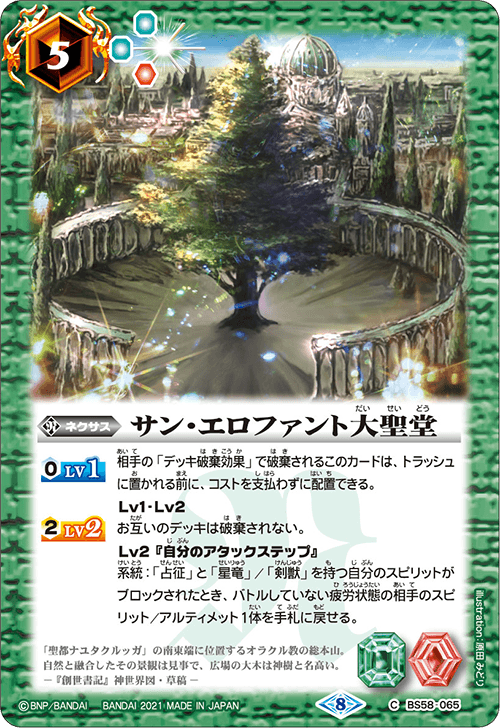 5
ネクサス サン・エロファント大聖堂
0 LV1
相手の「デッキ破棄効果」で破棄されるこのカードは、トラッシュ
に置かれる前に、コストを支払わずに配置できる。
Lv1・Lv2
2 LV2
お互いのデッキは破棄されない。
Lv2『自分のアタックステップ』
系統：「占征」と「星竜」／「剣獣」を持つ自分のスピリットが
ブロックされたとき、バトルしていない疲労状態の相手のスピ
リット／アルティメット1体を手札に戻せる。
「聖都ナユタクルッガ」の南東端に位置するオラクル教の総本山。
自然と融合したその景観は見事で、広場の大木は神樹と名高い。
－『創世書記』神世界図・草稿－
illustration：原田みどり
©BNP/BANDAI BANDAI 2021 MADE IN JAPAN
8
C BS58-065